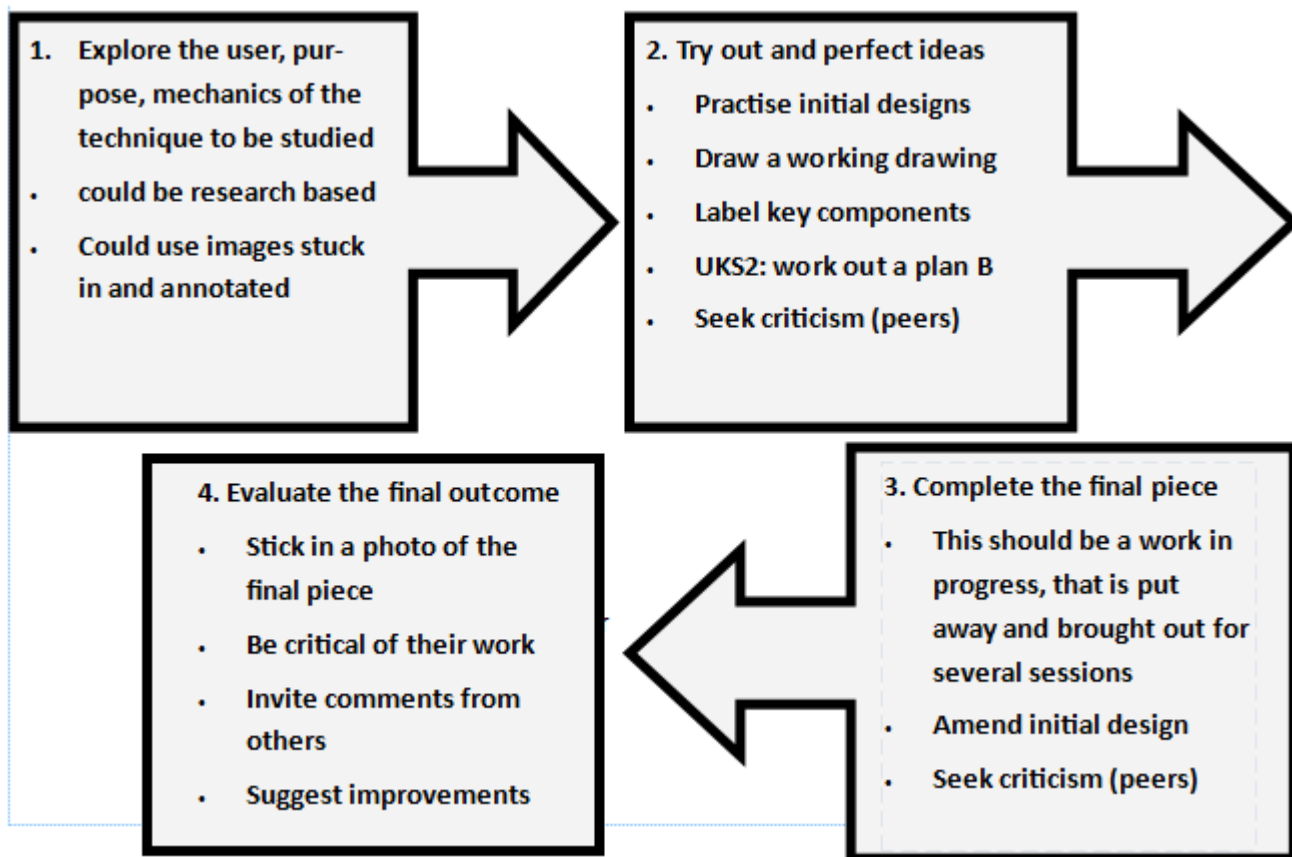 1. Explore the user, pur-
pose, mechanics of the
technique to be studied
• could be research based
• Could use images stuck
in and annotated
2. Try out and perfect ideas
• Practise initial designs
• Draw a working drawing
• Label key components
• UKS2: work out a plan B
• Seek criticism (peers)
3. Complete the final piece
• This should be a work in
progress, that is put
away and brought out for
several sessions
• Amend initial design
• Seek criticism (peers)
4. Evaluate the final outcome
• Stick in a photo of the
final piece
• Be critical of their work
• Invite comments from
others
• Suggest improvements